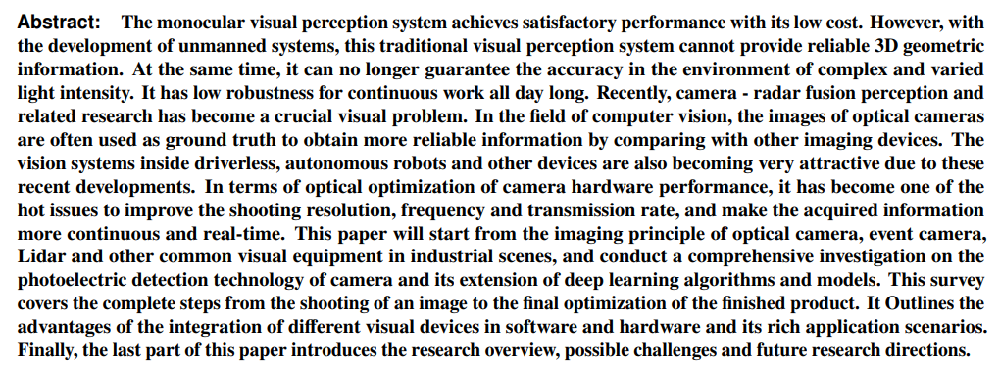 Abstract: The monocular visual perception system achieves satisfactory performance with its low cost. However, with
the development of unmanned systems, this traditional visual perception system cannot provide reliable 3D geometric
information. At the same time, it can no longer guarantee the accuracy in the environment of complex and varied
light intensity. It has low robustness for continuous work all day long. Recently, camera - radar fusion perception and
related research has become a crucial visual problem. In the field of computer vision, the images of optical cameras
are often used as ground truth to obtain more reliable information by comparing with other imaging devices. The
vision systems inside driverless, autonomous robots and other devices are also becoming very attractive due to these
recent developments. In terms of optical optimization of camera hardware performance, it has become one of the
hot issues to improve the shooting resolution, frequency and transmission rate, and make the acquired information
more continuous and real-time. This paper will start from the imaging principle of optical camera, event camera,
Lidar and other common visual equipment in industrial scenes, and conduct a comprehensive investigation on the
photoelectric detection technology of camera and its extension of deep learning algorithms and models. This survey
covers the complete steps from the shooting of an image to the final optimization of the finished product. It Outlines the
advantages of the integration of different visual devices in software and hardware and its rich application scenarios.
Finally, the last part of this paper introduces the research overview, possible challenges and future research directions.